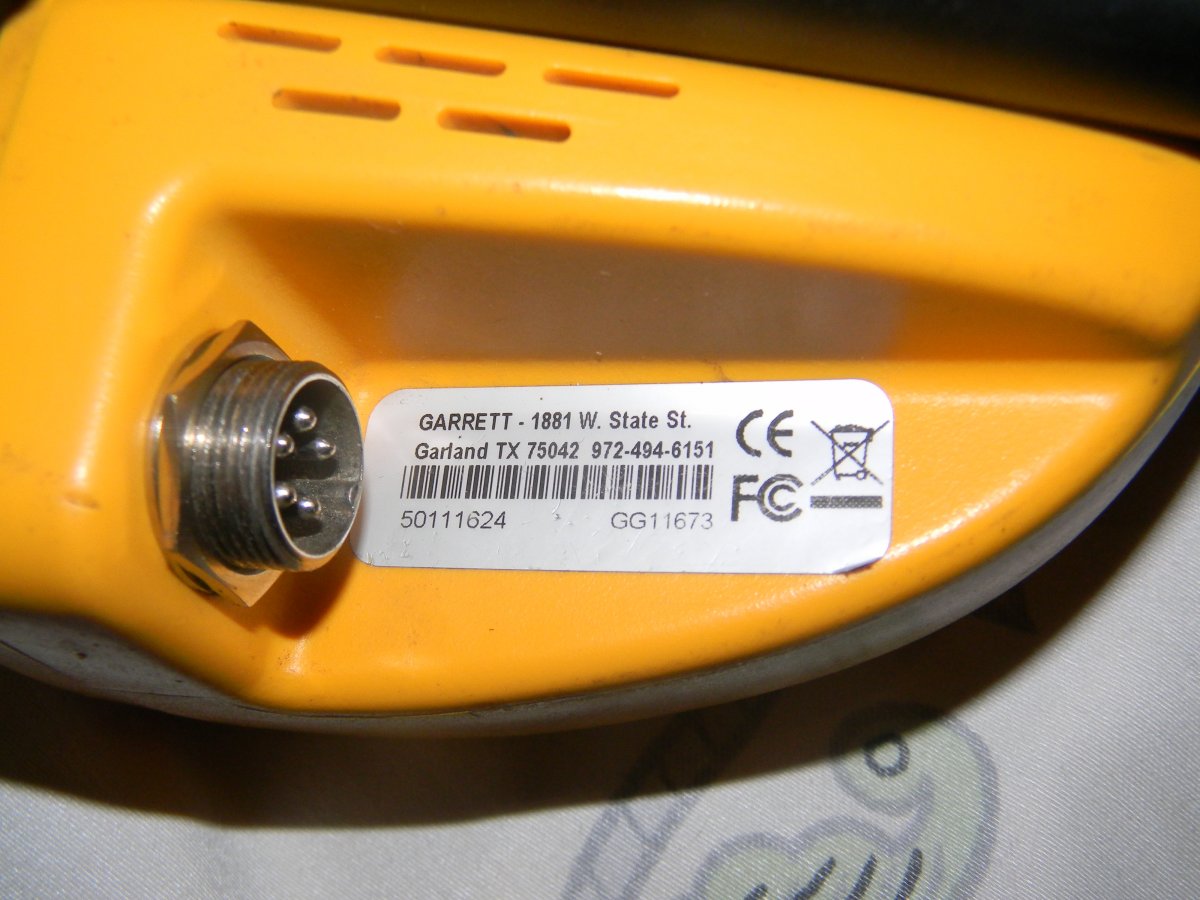 GARRETT - 1881 W. State St.
Garland TX 75042 972-494-6151
50111624 GG11673
CE
FC